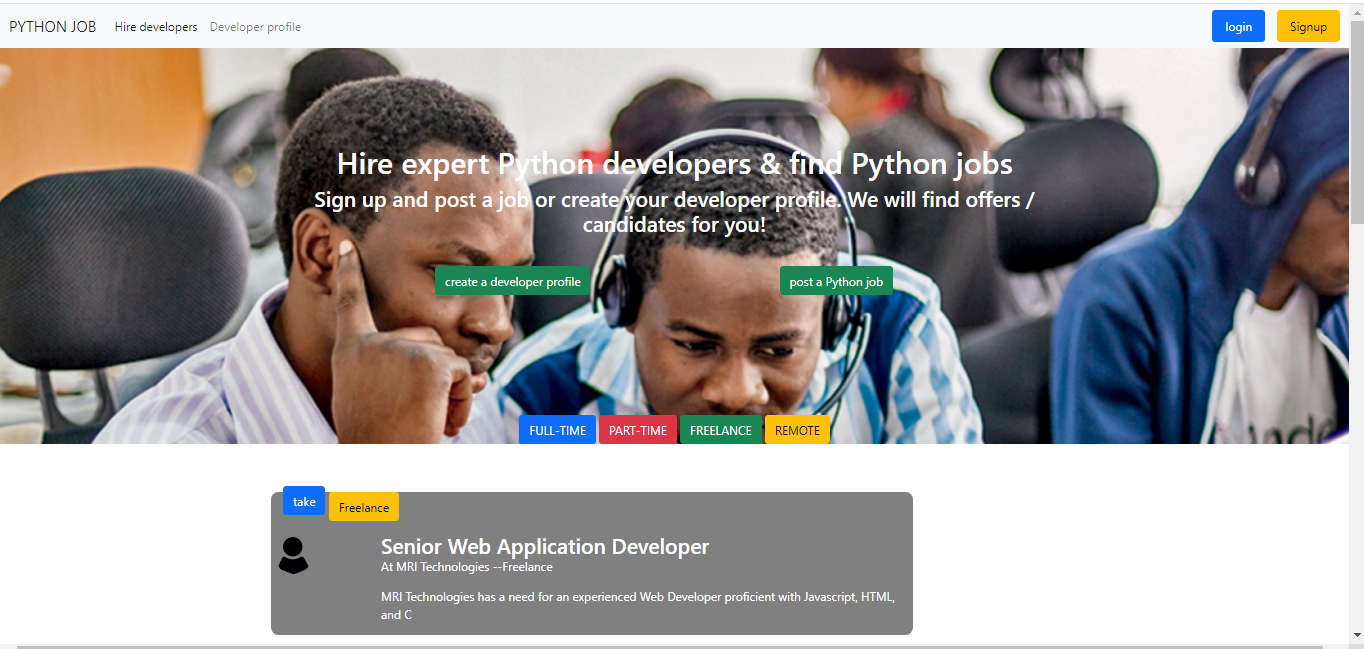 PYTHON JOB Hire developers Developer profile login Signup
Hire expert Python developers & find Python jobs
Sign up and post a job or create your developer profile. We will find offers /
candidates for you!
create a developer profile post a Python job
FULL-TIME PART-TIME FREELANCE REMOTE
take Freelance
Senior Web Application Developer
At MRI Technologies --Freelance
MRI Technologies has a need for an experienced Web Developer proficient with Javascript, HTML,
and C